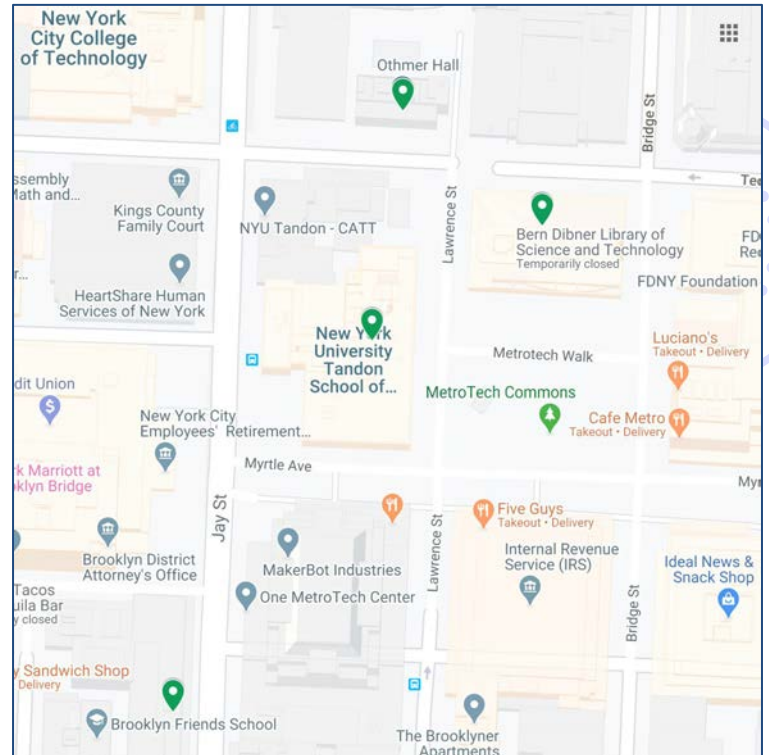 New York
City College
of Technology
Othmer Hall
Bridge St
ssembly
Math and...
Kings County
Family Court
NYU Tandon - CATT
Lawrence St
Bern Dibner Library of
Science and Technology
Temporarily closed
Tee
FD
Re
FDNY Foundation
HeartShare Human
Services of New York
New York
University
Tandon
School of...
Metrotech Walk
Luciano's
Takeout • Delivery
dit Union
MetroTech Commons
New York City
Employees' Retirement...
Cafe Metro
Takeout • Delivery
rk Marriott at
klyn Bridge
Myrtle Ave
Jay St
Five Guys
Takeout • Delivery
Brooklyn District
Attorney's Office
MakerBot Industries
Lawrence St
Internal Revenue
Service (IRS)
Ideal News &
Snack Shop
Tacos
uila Bar
y closed
One MetroTech Center
Bridge St
y Sandwich Shop
Delivery
Brooklyn Friends School
The Brooklyner
Apartments